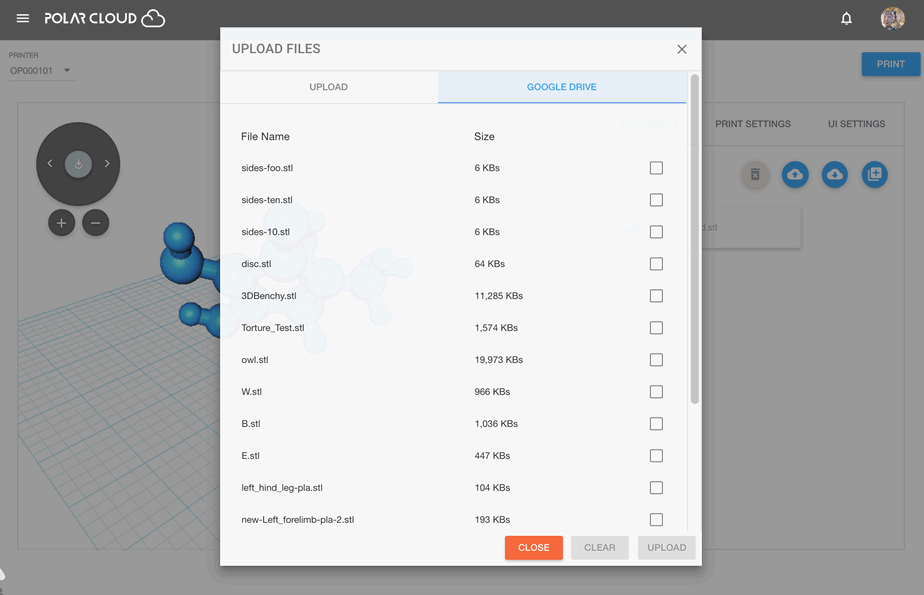 POLAR CLOUD
PRINTER
OP000101
PRINT
UPLOAD FILES
UPLOAD
GOOGLE DRIVE
PRINT SETTINGS
UI SETTINGS
File Name Size
sides-foo.stl 6 KBs
sides-ten.stl 6 KBs
sides-10.stl 6 KBs
d.stl
disc.stl 64 KBs
3DBenchy.stl 11,285 KBs
Torture_Test.stl 1,574 KBs
owl.stl 19,973 KBs
W.stl 966 KBs
B.stl 1,036 KBs
E.stl 447 KBs
left_hind_leg-pla.stl 104 KBs
new-Left_forelimb-pla-2.stl 193 KBs
CLOSE
CLEAR
UPLOAD